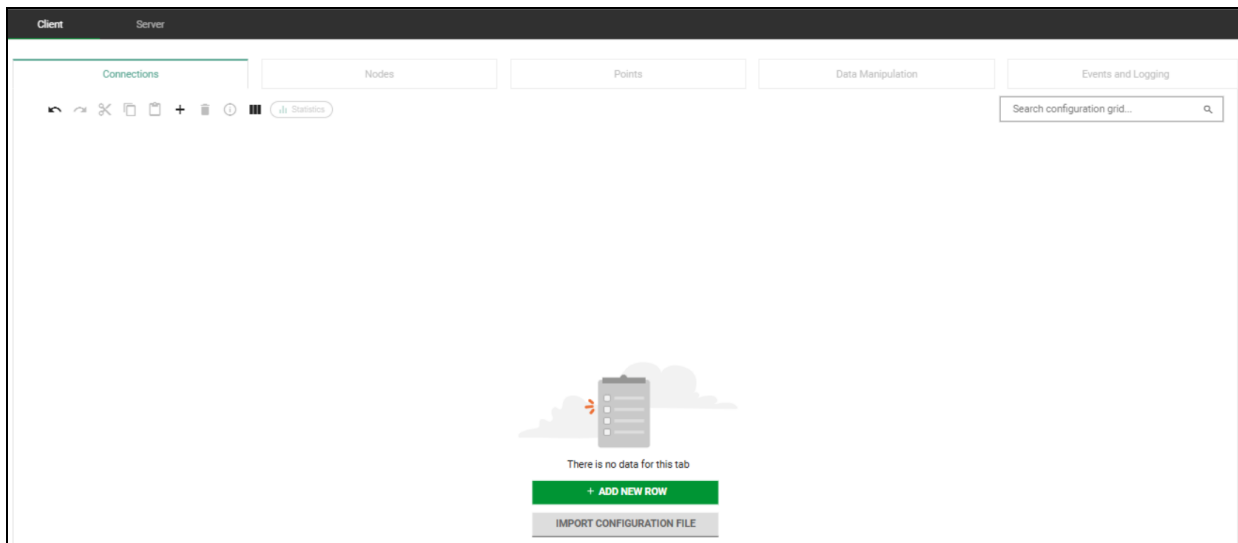 Client Server
Connections Nodes Points Data Manipulation Events and Logging
Statistics Search configuration grid...
There is no data for this tab
+ ADD NEW ROW
IMPORT CONFIGURATION FILE